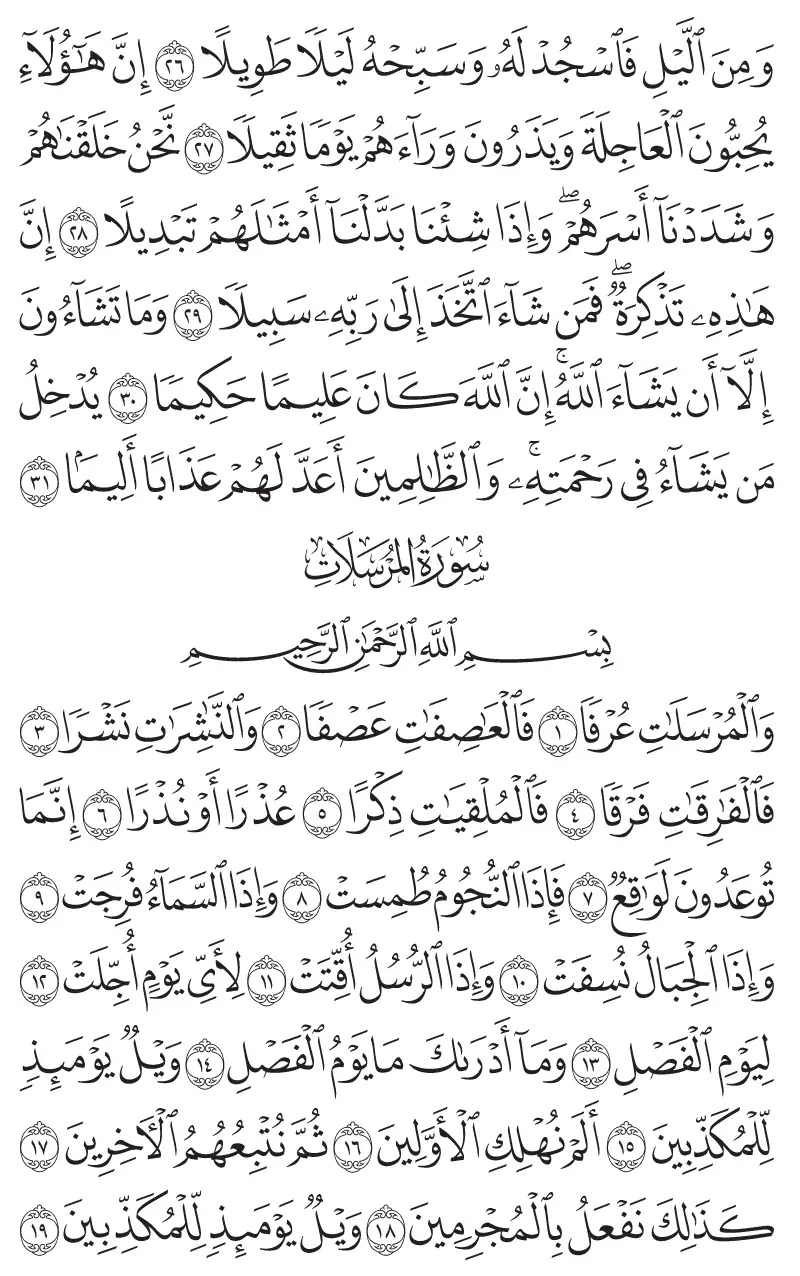 وَمِنَ ٱلَّيْلِ فَٱسْجُدْ لَهُۥ وَسَبِّحْهُ لَيْلًا طَوِيلًا ٢٦ إِنَّ هَٰٓؤُلَآءِ
يُحِبُّونَ ٱلْعَاجِلَةَ وَيَذَرُونَ وَرَآءَهُمْ يَوْمًا ثَقِيلًا ٢٧ نَّحْنُ خَلَقْنَٰهُمْ
وَشَدَدْنَآ أَسْرَهُمْ ۖ وَإِذَا شِئْنَا بَدَّلْنَآ أَمْثَٰلَهُمْ تَبْدِيلًا ٢٨ إِنَّ
هَٰذِهِۦ تَذْكِرَةٌ ۖ فَمَن شَآءَ ٱتَّخَذَ إِلَىٰ رَبِّهِۦ سَبِيلًا ٢٩ وَمَا تَشَآءُونَ
إِلَّآ أَن يَشَآءَ ٱللَّهُ ۚ إِنَّ ٱللَّهَ كَانَ عَلِيمًا حَكِيمًا ٣٠ يُدْخِلُ
مَن يَشَآءُ فِى رَحْمَتِهِۦ ۚ وَٱلظَّٰلِمِينَ أَعَدَّ لَهُمْ عَذَابًا أَلِيمًۢا ٣١
سُورَةُ المُرْسَلَاتِ
بِسْمِ ٱللَّهِ ٱلرَّحْمَٰنِ ٱلرَّحِيمِ
وَٱلْمُرْسَلَٰتِ عُرْفًا ١ فَٱلْعَٰصِفَٰتِ عَصْفًا ٢ وَٱلنَّٰشِرَٰتِ نَشْرًا ٣
فَٱلْفَٰرِقَٰتِ فَرْقًا ٤ فَٱلْمُلْقِيَٰتِ ذِكْرًا ٥ عُذْرًا أَوْ نُذْرًا ٦ إِنَّمَا
تُوعَدُونَ لَوَٰقِعٌ ٧ فَإِذَا ٱلنُّجُومُ طُمِسَتْ ٨ وَإِذَا ٱلسَّمَآءُ فُرِجَتْ ٩
وَإِذَا ٱلْجِبَالُ نُسِفَتْ ١٠ وَإِذَا ٱلرُّسُلُ أُقِّتَتْ ١١ لِأَىِّ يَوْمٍ أُجِّلَتْ ١٢
لِيَوْمِ ٱلْفَصْلِ ١٣ وَمَآ أَدْرَىٰكَ مَا يَوْمُ ٱلْفَصْلِ ١٤ وَيْلٌ يَوْمَئِذٍ
لِّلْمُكَذِّبِينَ ١٥ أَلَمْ نُهْلِكِ ٱلْأَوَّلِينَ ١٦ ثُمَّ نُتْبِعُهُمُ ٱلْءَاخِرِينَ ١٧
كَذَٰلِكَ نَفْعَلُ بِٱلْمُجْرِمِينَ ١٨ وَيْلٌ يَوْمَئِذٍ لِّلْمُكَذِّبِينَ ١٩